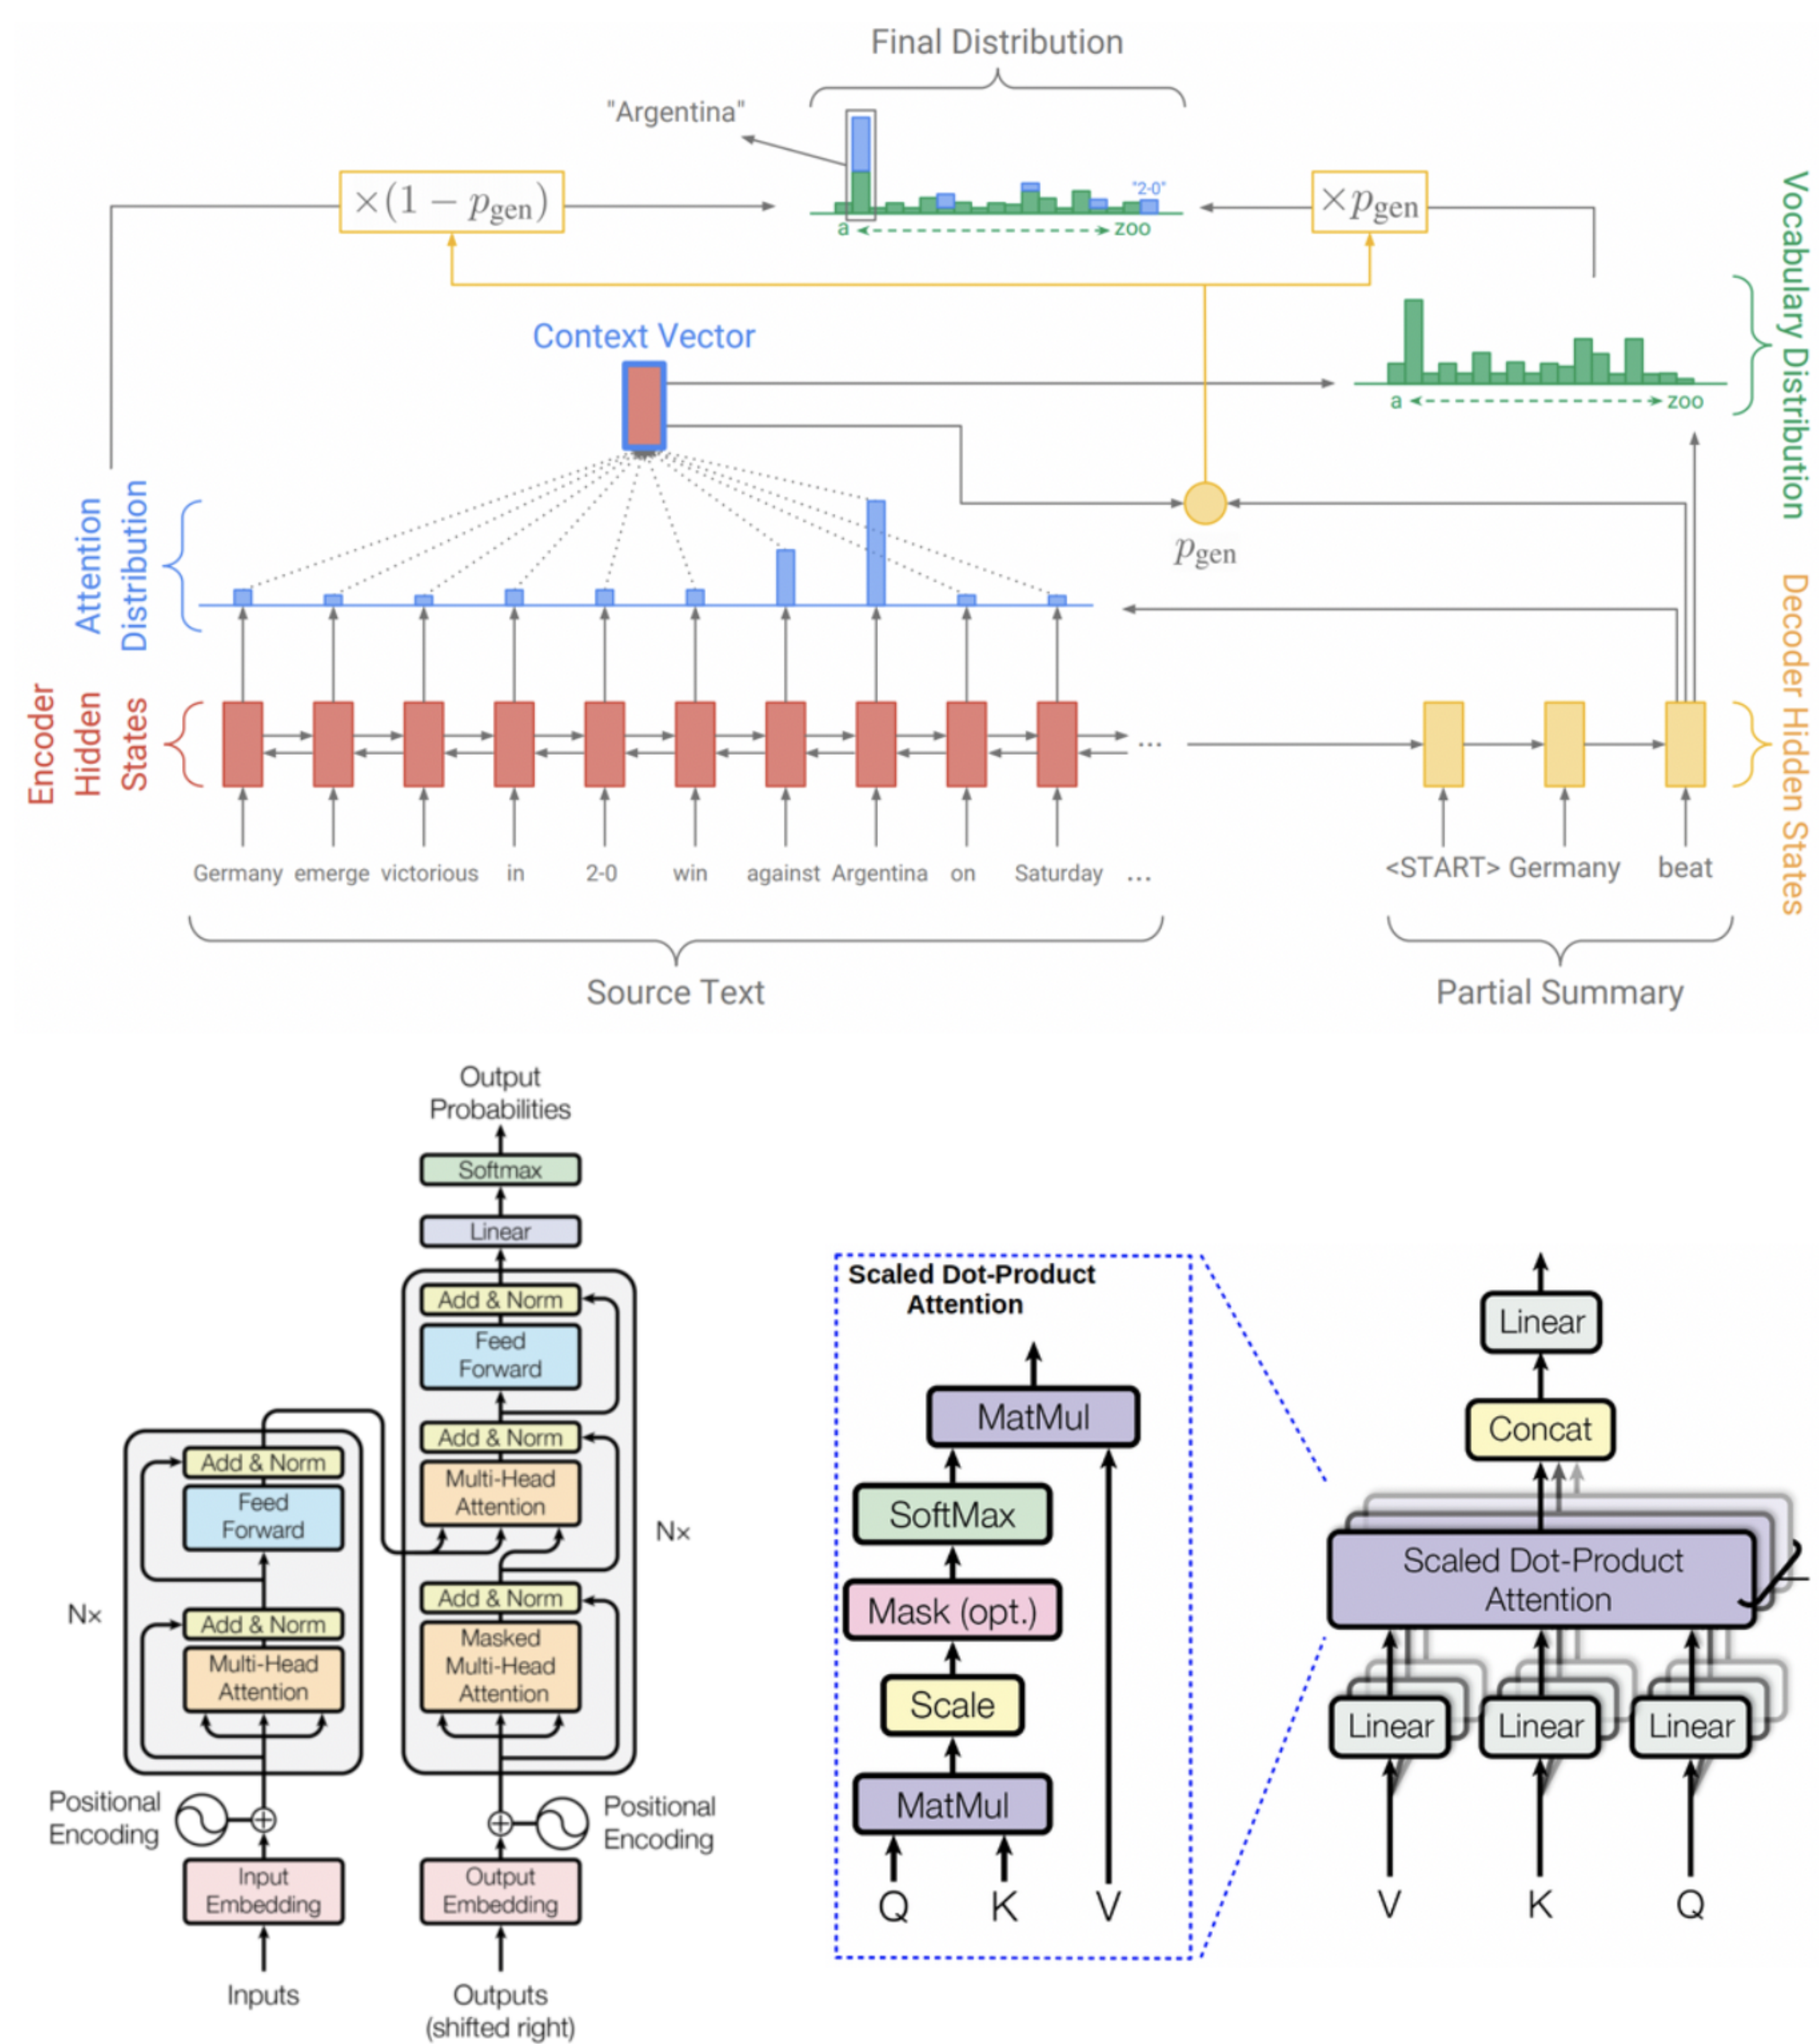 Final Distribution
"Argentina"
×(1 − pgen)
×pgen
"2-0"
a
zoo
Context Vector
Vocabulary Distribution
a
zoo
Attention
Distribution
pgen
Encoder
Hidden
States
...
Decoder Hidden States
Germany emerge victorious in 2-0 win against Argentina on Saturday ...
<START> Germany beat
Source Text
Partial Summary
Output
Probabilities
Softmax
Linear
Add & Norm
Feed
Forward
Add & Norm
Multi-Head
Attention
Add & Norm
Masked
Multi-Head
Attention
Nx
Add & Norm
Feed
Forward
Add & Norm
Multi-Head
Attention
Nx
Positional
Encoding
Positional
Encoding
Input
Embedding
Output
Embedding
Inputs
Outputs
(shifted right)
Scaled Dot-Product
Attention
MatMul
SoftMax
Mask (opt.)
Scale
MatMul
Q
K
V
Linear
Concat
Scaled Dot-Product
Attention
Linear
Linear
Linear
V
K
Q